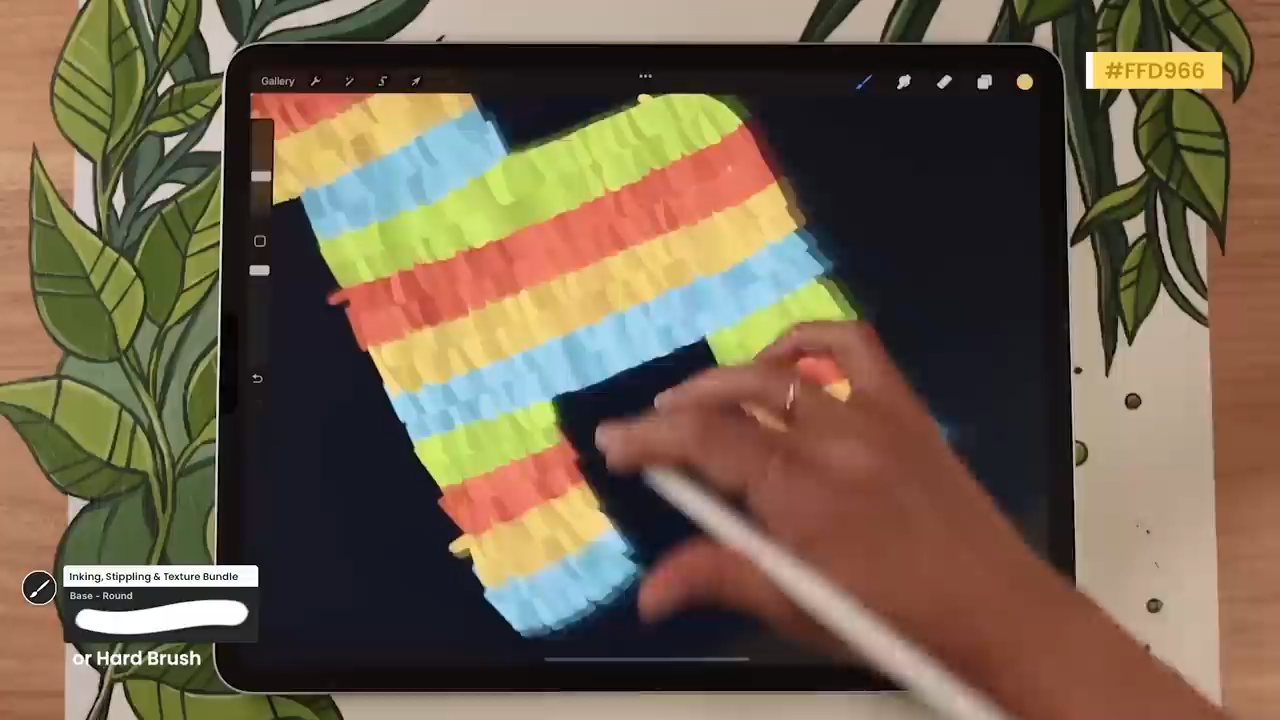 #FFD966
Gallery
Inking, Stippling & Texture Bundle
Base - Round
or Hard Brush